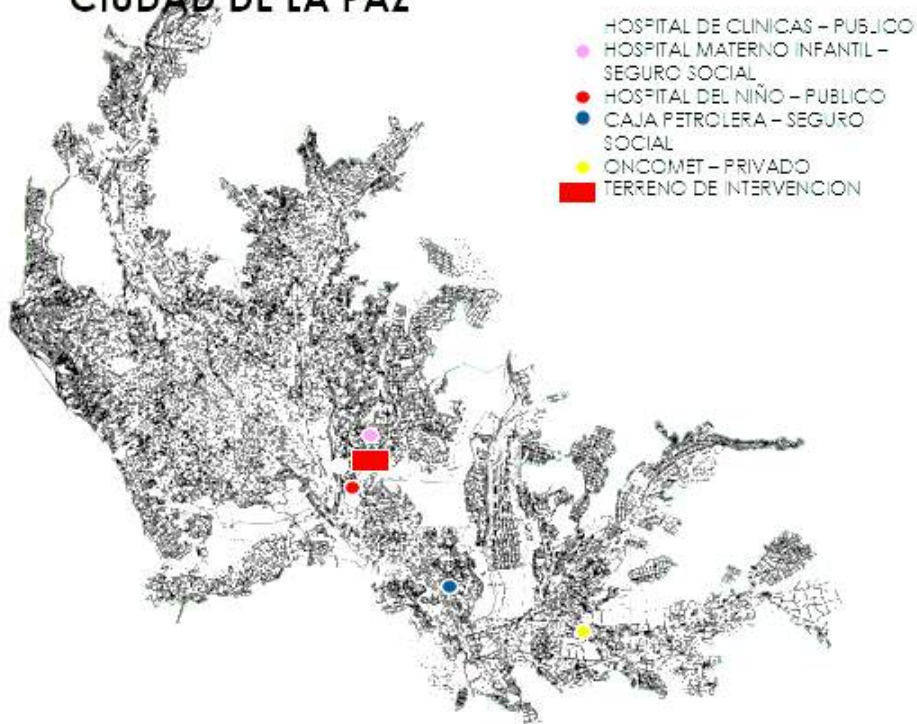 CIUDAD DE LA PAZ
HOSPITAL DE CLINICAS – PUBLICO
HOSPITAL MATERNO INFANTIL –
SEGURO SOCIAL
HOSPITAL DEL NIÑO – PUBLICO
CAJA PETROLERA – SEGURO
SOCIAL
ONCOMET – PRIVADO
TERRENO DE INTERVENCION